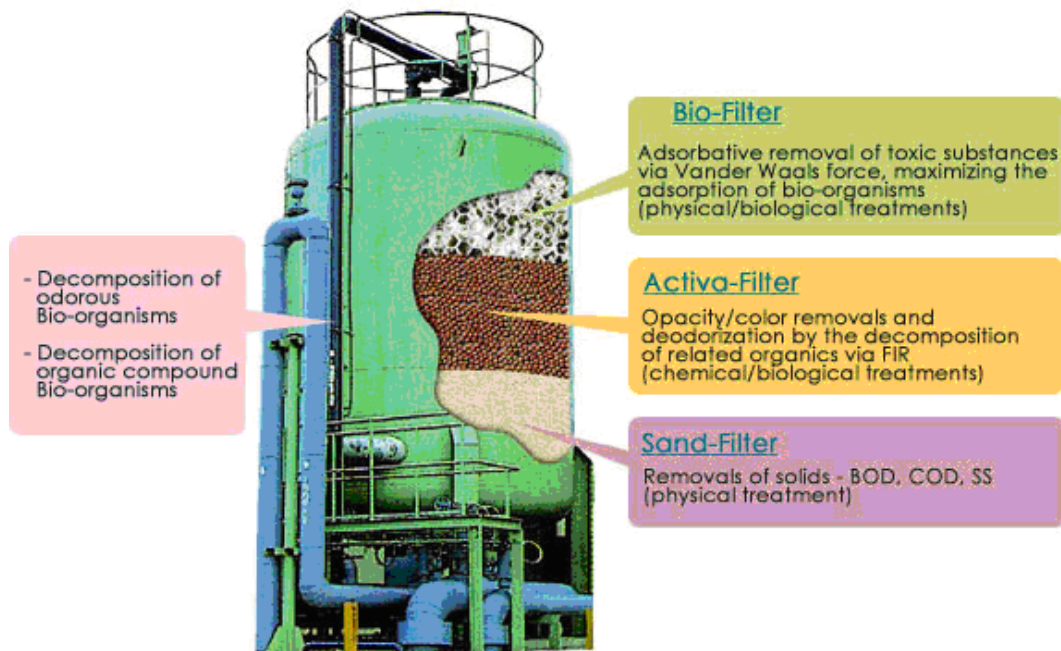 Bio-Filter
Adsorbative removal of toxic substances
via Vander Waals force, maximizing the
adsorption of bio-organisms
(physical/biological treatments)
- Decomposition of
odorous
Bio-organisms
- Decomposition of
organic compound
Bio-organisms
Activa-Filter
Opacity/color removals and
deodorization by the decomposition
of related organics via FIR
(chemical/biological treatments)
Sand-Filter
Removals of solids - BOD, COD, SS
(physical treatment)